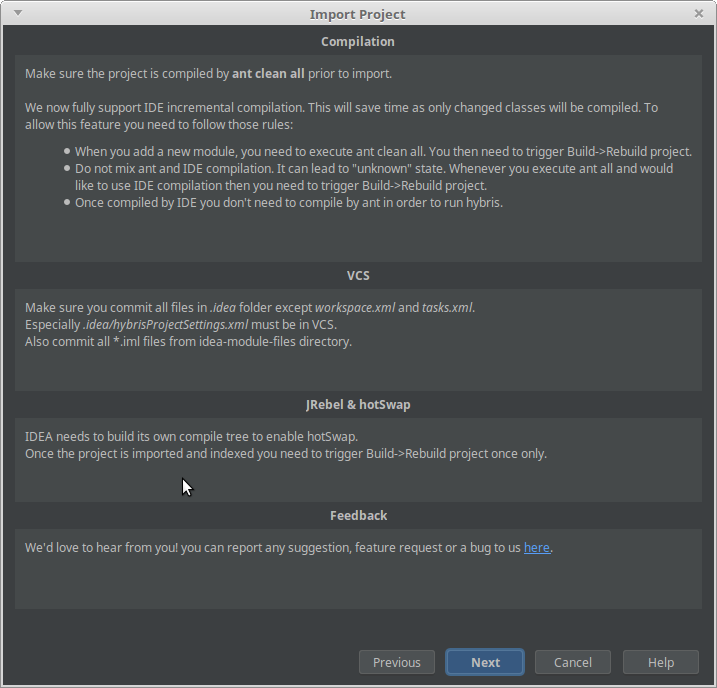 Import Project
Compilation
Make sure the project is compiled by ant clean all prior to import.
We now fully support IDE incremental compilation. This will save time as only changed classes will be compiled. To
allow this feature you need to follow those rules:
When you add a new module, you need to execute ant clean all. You then need to trigger Build->Rebuild project.
Do not mix ant and IDE compilation. It can lead to "unknown" state. Whenever you execute ant all and would
like to use IDE compilation then you need to trigger Build->Rebuild project.
Once compiled by IDE you don't need to compile by ant in order to run hybris.
VCS
Make sure you commit all files in .idea folder except workspace.xml and tasks.xml.
Especially .idea/hybrisProjectSettings.xml must be in VCS.
Also commit all *.iml files from idea-module-files directory.
JRebel & hotSwap
IDEA needs to build its own compile tree to enable hotSwap.
Once the project is imported and indexed you need to trigger Build->Rebuild project once only.
Feedback
We'd love to hear from you! you can report any suggestion, feature request or a bug to us here.
Previous Next Cancel Help